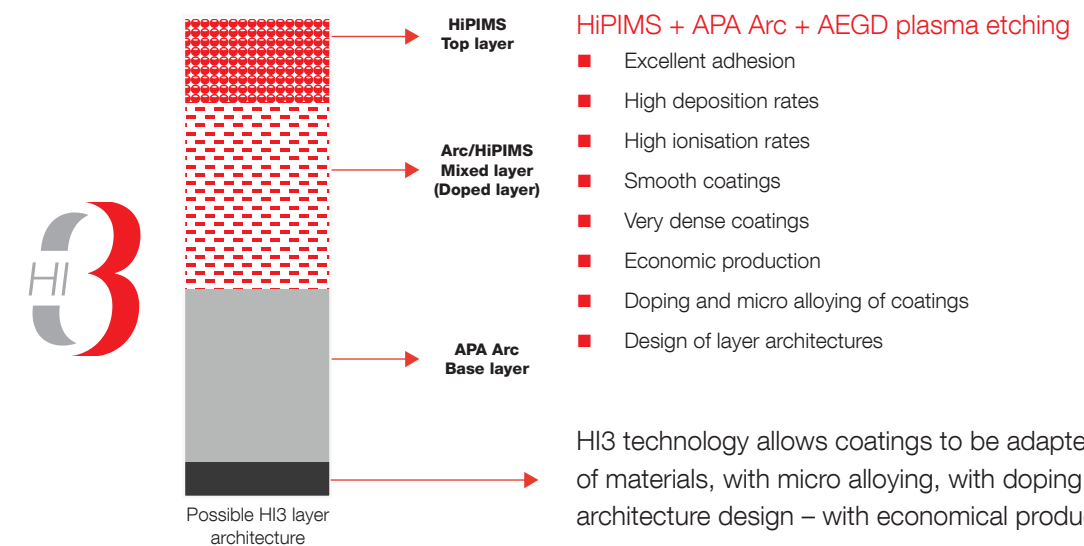 HiPIMS
Top layer
Arc/HiPIMS
Mixed layer
(Doped layer)
APA Arc
Base layer
Possible HI3 layer
architecture
HI3
HiPIMS + APA Arc + AEGD plasma etching
Excellent adhesion
High deposition rates
High ionisation rates
Smooth coatings
Very dense coatings
Economic production
Doping and micro alloying of coatings
Design of layer architectures
HI3 technology allows coatings to be
of materials, with micro alloying, with doping
architecture design – with economical